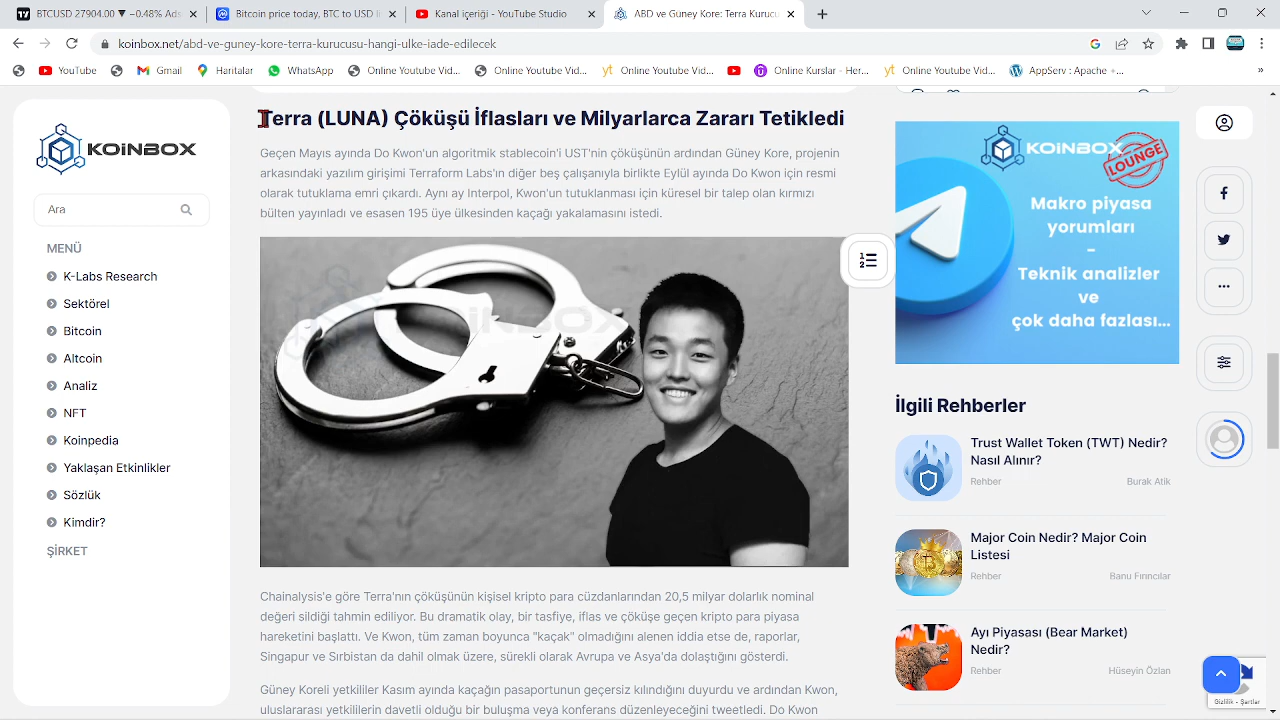 BTCUSD 27904.00 ▼ −0.48% Ads
Bitcoin price today, BTC to USD li
Kanal içeriği - YouTube Studio
ABD ve Güney Kore: Terra Kurucu
koinbox.net/abd-ve-guney-kore-terra-kurucusu-hangi-ulke-iade-edilecek
YouTube
Gmail
Haritalar
WhatsApp
Online Youtube Vid...
Online Youtube Vid...
Online Kurslar - Her...
Online Youtube Vid...
AppServ : Apache +...
KOiNBOX
Ara
MENÜ
K-Labs Research
Sektörel
Bitcoin
Altcoin
Analiz
NFT
Koinpedia
Yaklaşan Etkinlikler
Sözlük
Kimdir?
ŞİRKET
Terra (LUNA) Çöküşü İflasları ve Milyarlarca Zararı Tetikledi
Geçen Mayıs ayında Do Kwon'un algoritmik stablecoin'i UST'nin çöküşünün ardından Güney Kore, projenin
arkasındaki yazılım girişimi Terraform Labs'ın diğer beş çalışanıyla birlikte Eylül ayında Do Kwon için resmi
olarak tutuklama emri çıkardı. Aynı ay Interpol, Kwon'un tutuklanması için küresel bir talep olan kırmızı
bülten yayınladı ve esasen 195 üye ülkesinden kaçağı yakalamasını istedi.
KOiNBOX
Chainalysis'e göre Terra'nın çöküşünün kişisel kripto para cüzdanlarından 20,5 milyar dolarlık nominal
değeri sildiği tahmin ediliyor. Bu dramatik olay, bir tasfiye, iflas ve çöküşe geçen kripto para piyasa
hareketini başlattı. Ve Kwon, tüm zaman boyunca "kaçak" olmadığını alenen iddia etse de, raporlar,
Singapur ve Sırbistan da dahil olmak üzere, sürekli olarak Avrupa ve Asya'da dolaştığını gösterdi.
Güney Koreli yetkililer Kasım ayında kaçağın pasaportunun geçersiz kılındığını duyurdu ve ardından Kwon,
uluslararası yetkililerin davetli olduğu bir buluşma ya da konferans düzenleyeceğini tweetledi. Do Kwon
KOiNBOX
LOUNGE
Makro piyasa
yorumları
-
Teknik analizler
ve
çok daha fazlası...
İlgili Rehberler
Trust Wallet Token (TWT) Nedir?
Nasıl Alınır?
Rehber
Burak Atik
Major Coin Nedir? Major Coin
Listesi
Rehber
Banu Fırıncılar
Ayı Piyasası (Bear Market)
Nedir?
Rehber
Hüseyin Özlan
Gizlilik - Şartlar